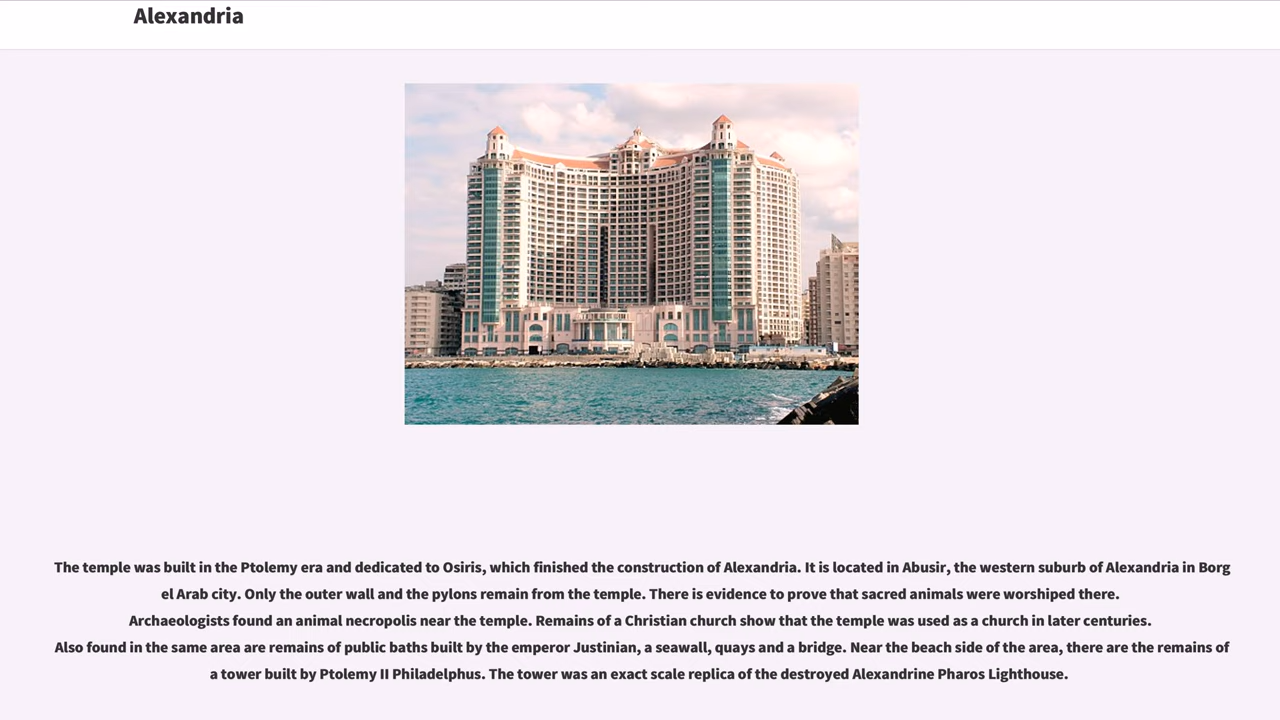 Alexandria
The temple was built in the Ptolemy era and dedicated to Osiris, which finished the construction of Alexandria. It is located in Abusir, the western suburb of Alexandria in Borg
el Arab city. Only the outer wall and the pylons remain from the temple. There is evidence to prove that sacred animals were worshiped there.
Archaeologists found an animal necropolis near the temple. Remains of a Christian church show that the temple was used as a church in later centuries.
Also found in the same area are remains of public baths built by the emperor Justinian, a seawall, quays and a bridge. Near the beach side of the area, there are the remains of
a tower built by Ptolemy II Philadelphus. The tower was an exact scale replica of the destroyed Alexandrine Pharos Lighthouse.